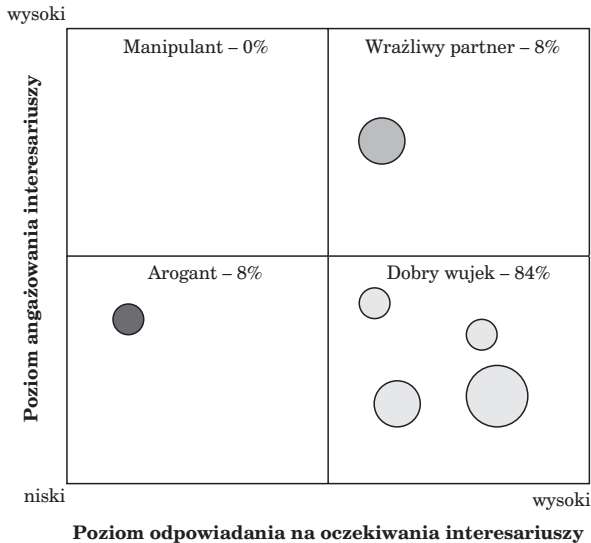 wysoki
Manipulant – 0%
Wrażliwy partner – 8%
Poziom angażowania interesariuszy
Arogant – 8%
Dobry wujek – 84%
niski
wysoki
Poziom odpowiadania na oczekiwania interesariuszy